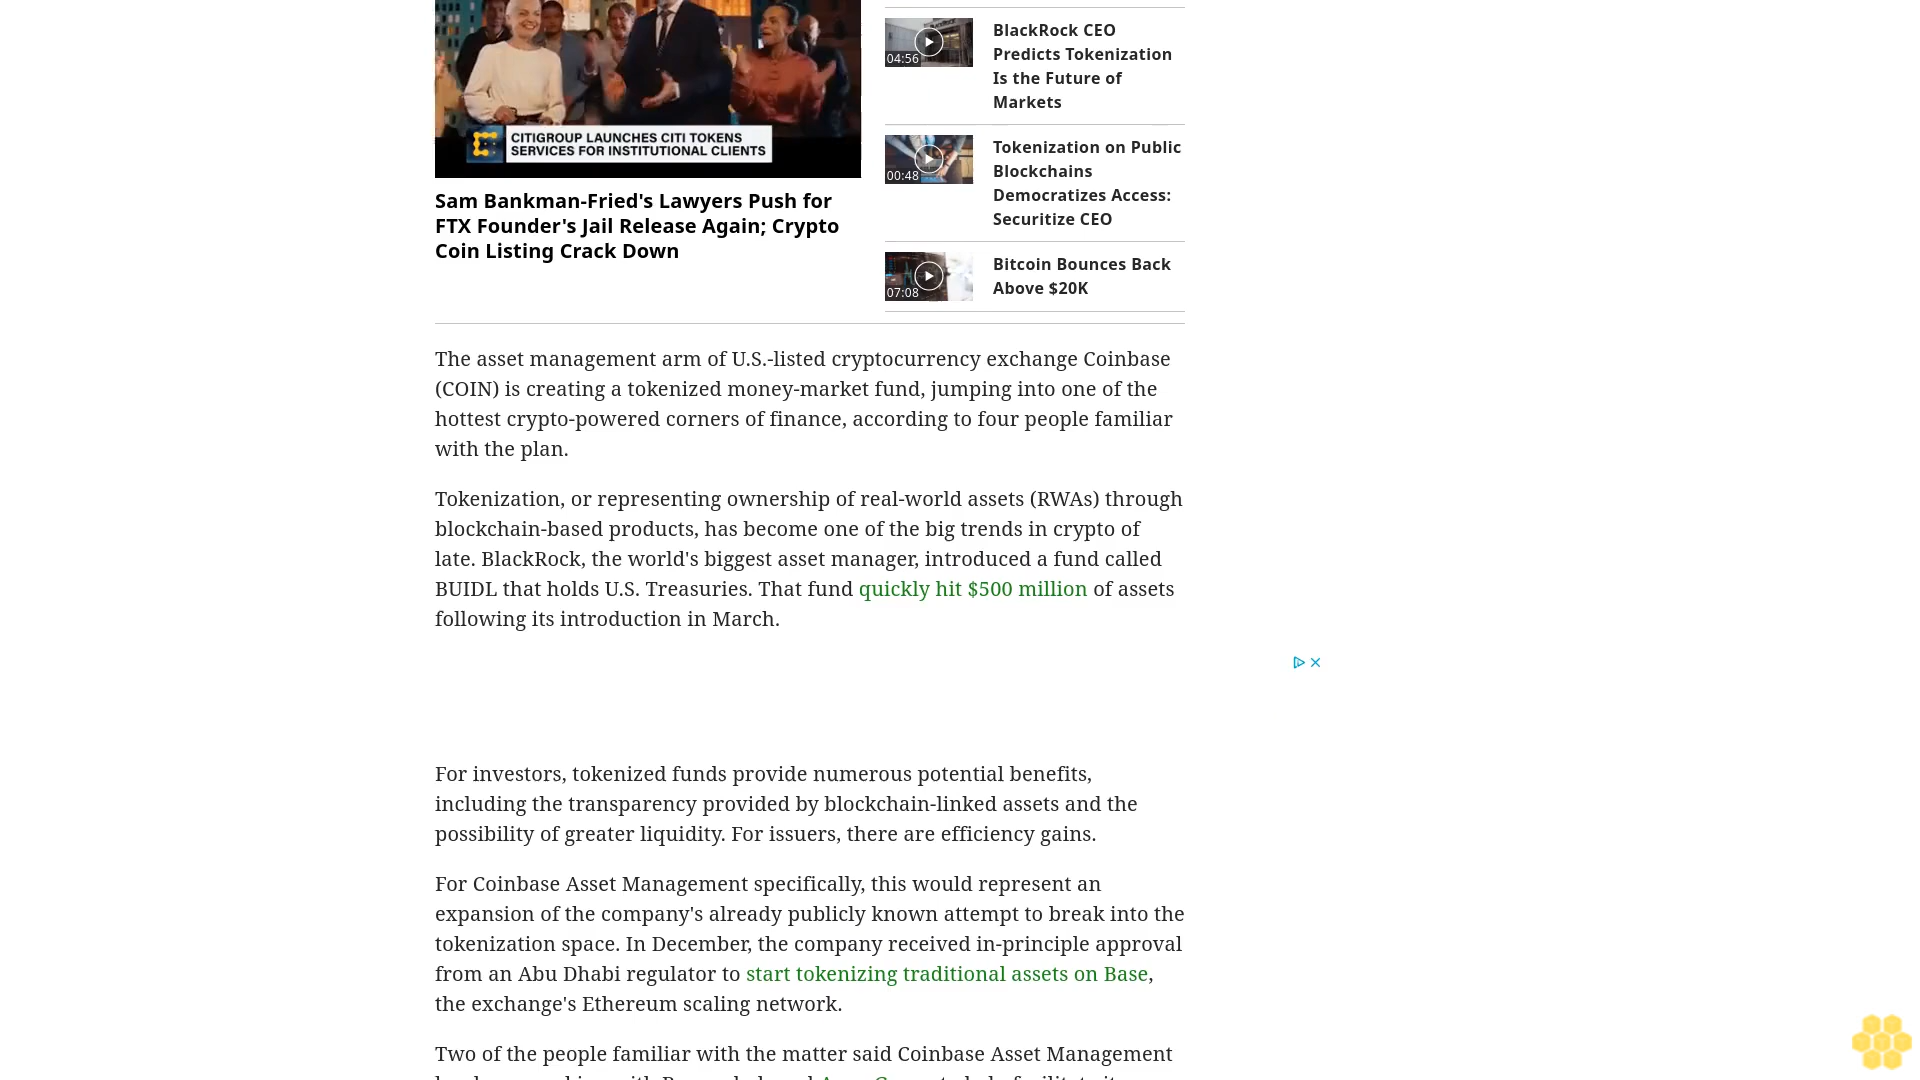 CITIGROUP LAUNCHES CITI TOKENS
SERVICES FOR INSTITUTIONAL CLIENTS
Sam Bankman-Fried's Lawyers Push for
FTX Founder's Jail Release Again; Crypto
Coin Listing Crack Down
04:56
BlackRock CEO
Predicts Tokenization
Is the Future of
Markets
00:48
Tokenization on Public
Blockchains
Democratizes Access:
Securitize CEO
07:08
Bitcoin Bounces Back
Above $20K
The asset management arm of U.S.-listed cryptocurrency exchange Coinbase
(COIN) is creating a tokenized money-market fund, jumping into one of the
hottest crypto-powered corners of finance, according to four people familiar
with the plan.
Tokenization, or representing ownership of real-world assets (RWAs) through
blockchain-based products, has become one of the big trends in crypto of
late. BlackRock, the world's biggest asset manager, introduced a fund called
BUIDL that holds U.S. Treasuries. That fund quickly hit $500 million of assets
following its introduction in March.
For investors, tokenized funds provide numerous potential benefits,
including the transparency provided by blockchain-linked assets and the
possibility of greater liquidity. For issuers, there are efficiency gains.
For Coinbase Asset Management specifically, this would represent an
expansion of the company's already publicly known attempt to break into the
tokenization space. In December, the company received in-principle approval
from an Abu Dhabi regulator to start tokenizing traditional assets on Base,
the exchange's Ethereum scaling network.
Two of the people familiar with the matter said Coinbase Asset Management